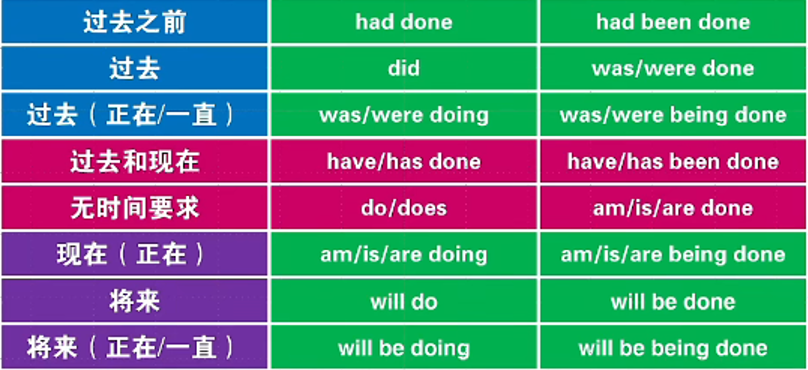 过去之前 had done had been done
过去 did was/were done
过去（正在/一直） was/were doing was/were being done
过去和现在 have/has done have/has been done
无时间要求 do/does am/is/are done
现在（正在） am/is/are doing am/is/are being done
将来 will do will be done
将来（正在/一直） will be doing will be being done